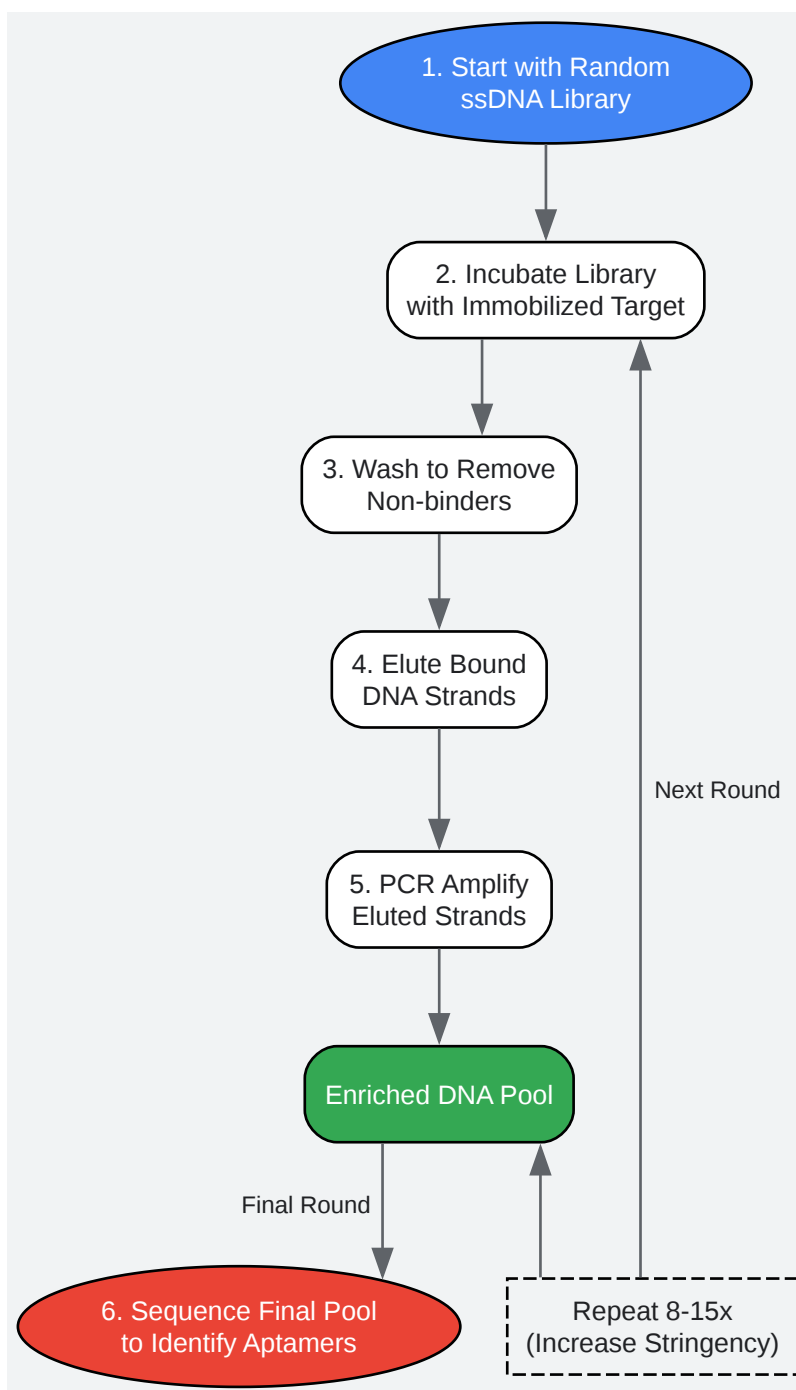 1. Start with Random
ssDNA Library
2. Incubate Library
with Immobilized Target
3. Wash to Remove
Non-binders
4. Elute Bound
DNA Strands
Next Round
5. PCR Amplify
Eluted Strands
Enriched DNA Pool
Final Round
6. Sequence Final Pool
to Identify Aptamers
Repeat 8-15x
(Increase Stringency)